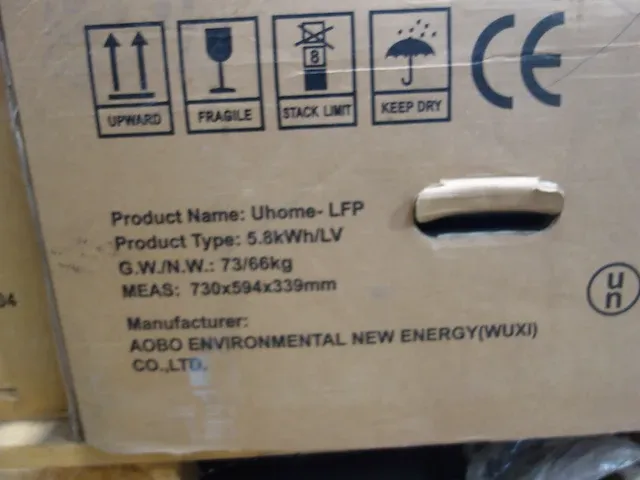 UPWARD
FRAGILE
8
STACK LIMIT
KEEP DRY
CE
Product Name: Uhome- LFP
Product Type: 5.8kWh/LV
G.W./N.W.: 73/66kg
MEAS: 730x594x339mm
Manufacturer:
AOBO ENVIRONMENTAL NEW ENERGY(WUXI)
CO.,LTD.
un
04